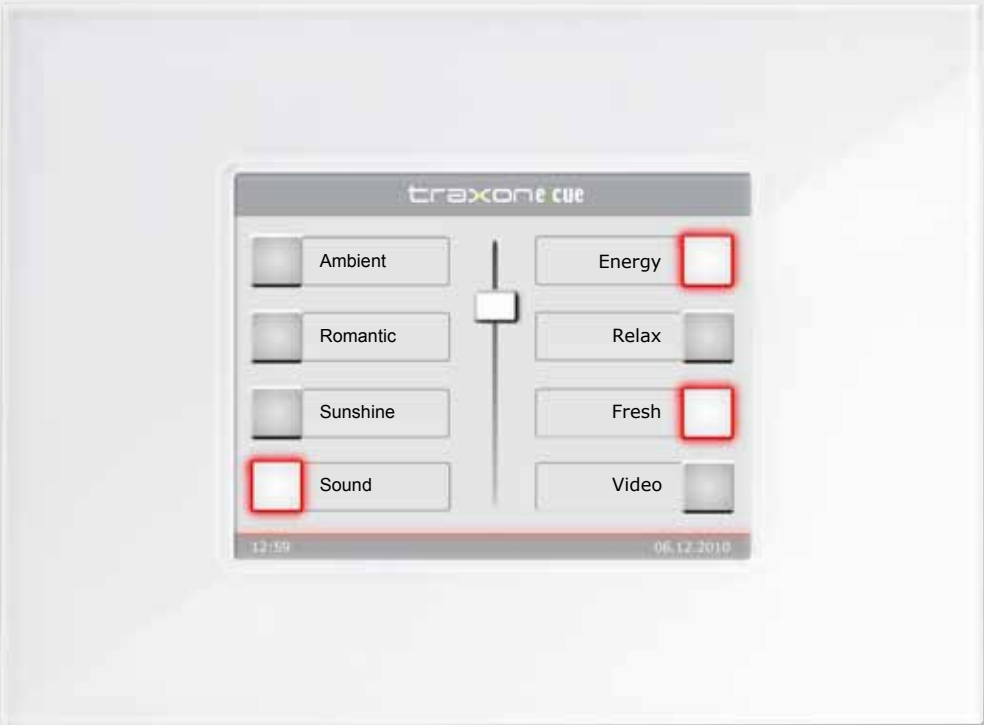 traxon e:cue
Ambient
Energy
Romantic
Relax
Sunshine
Fresh
Sound
Video
12:59
06.12.2010